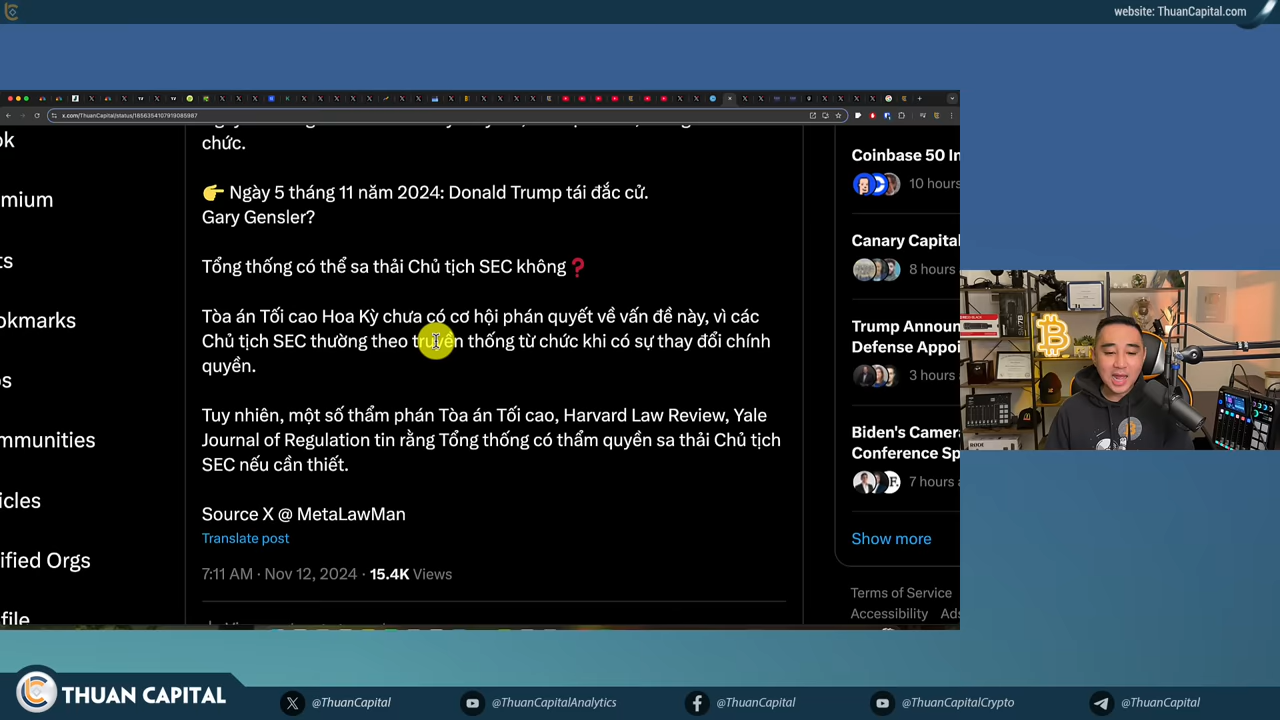 website: ThuanCapital.com
x.com/ThuanCapital/status/1856354107919085987
chức.
👉 Ngày 5 tháng 11 năm 2024: Donald Trump tái đắc cử.
Gary Gensler?
Tổng thống có thể sa thải Chủ tịch SEC không❓
Tòa án Tối cao Hoa Kỳ chưa có cơ hội phán quyết về vấn đề này, vì các
Chủ tịch SEC thường theo truyền thống từ chức khi có sự thay đổi chính
quyền.
Tuy nhiên, một số thẩm phán Tòa án Tối cao, Harvard Law Review, Yale
Journal of Regulation tin rằng Tổng thống có thẩm quyền sa thải Chủ tịch
SEC nếu cần thiết.
Source X @ MetaLawMan
Translate post
7:11 AM · Nov 12, 2024 · 15.4K Views
mium
okmarks
mmunities
icles
ified Orgs
file
Coinbase 50 In
10 hours
Canary Capital
8 hours
Trump Announ
Defense Appoi
3 hours
Biden's Camera
Conference Sp
7 hours
Show more
Terms of Service
Accessibility Ads
THUAN CAPITAL
@ThuanCapital
@ThuanCapitalAnalytics
@ThuanCapital
@ThuanCapitalCrypto
@ThuanCapital